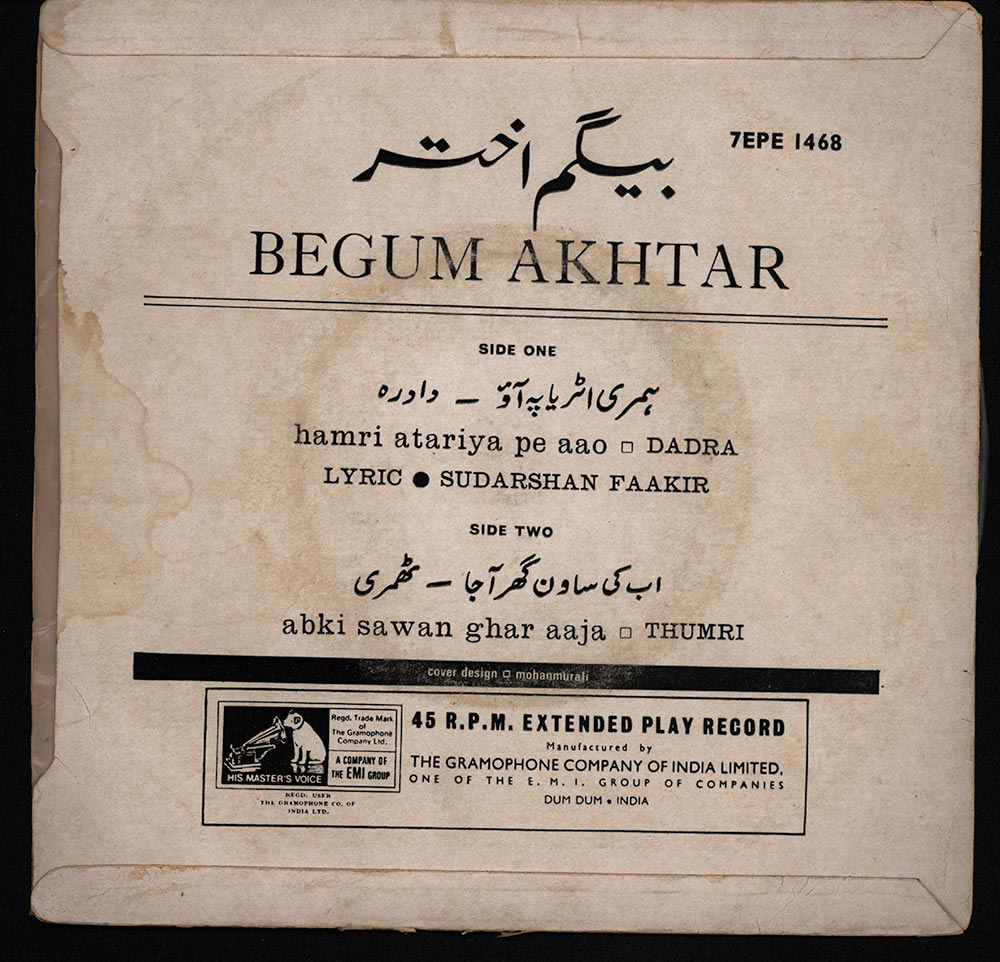 بیگم اختر
7EPE 1468
BEGUM AKHTAR
SIDE ONE
ہمری اٹریا پہ آؤ – دادرہ
hamri atariya pe aao □ DADRA
LYRIC ● SUDARSHAN FAAKIR
SIDE TWO
اب کی ساون گھر آجا – ٹھمری
abki sawan ghar aaja □ THUMRI
cover design □ mohanmurali
HIS MASTER'S VOICE
Regd. Trade Mark
of
The Gramophone
Company Ltd.
A COMPANY OF
THE EMI GROUP
REGD. USER
THE GRAMOPHONE CO. OF
INDIA LTD.
45 R.P.M. EXTENDED PLAY RECORD
Manufactured by
THE GRAMOPHONE COMPANY OF INDIA LIMITED,
ONE OF THE E. M. I. GROUP OF COMPANIES
DUM DUM • INDIA